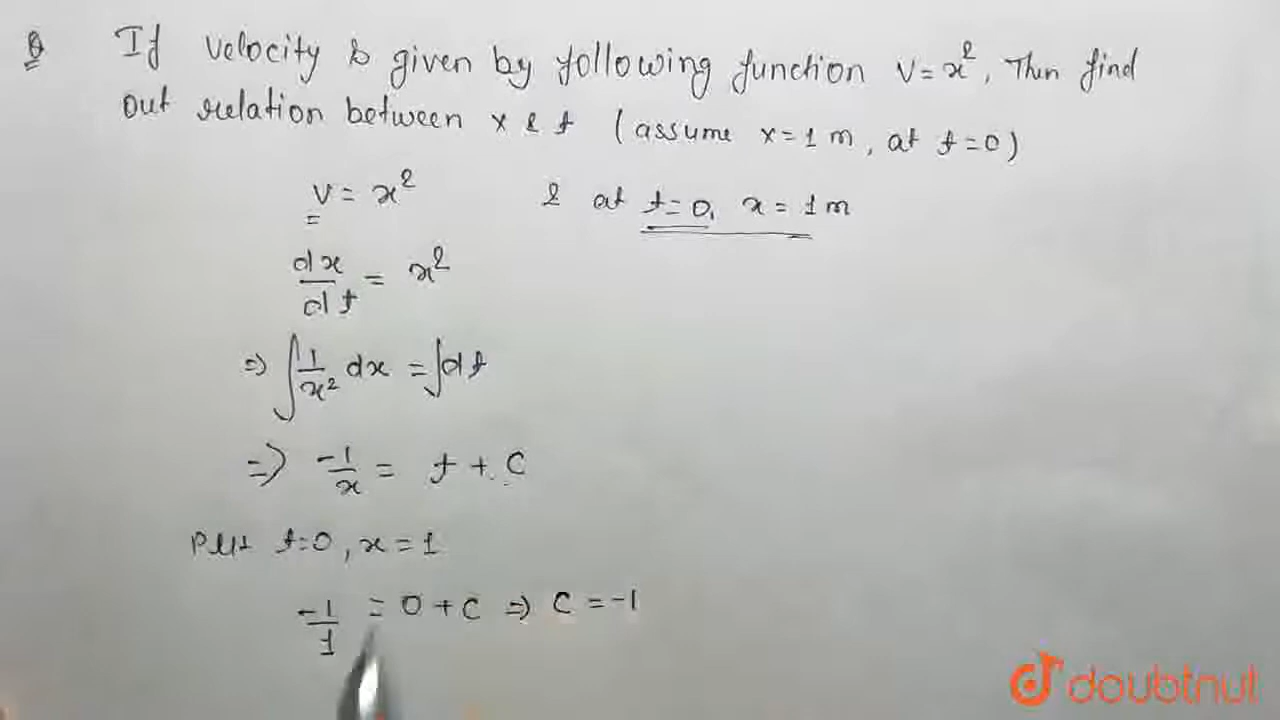 Q If velocity is given by following function v = x², Then find
out relation between x & t (assume x = 1 m, at t = 0)
v = x² & at t = 0, x = 1 m
dx/dt = x²
⇒ ∫ 1/x² dx = ∫ dt
⇒ -1/x = t + C
Put t=0, x = 1
-1/1 = 0 + C ⇒ C = -1
doubtnut